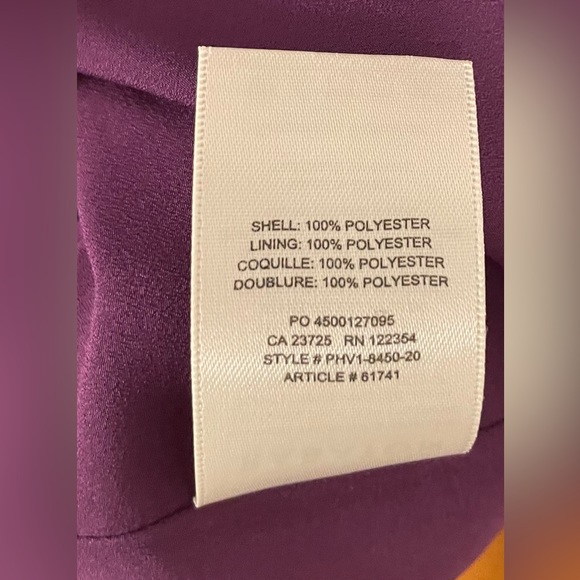 SHELL: 100% POLYESTER
LINING: 100% POLYESTER
COQUILLE: 100% POLYESTER
DOUBLURE: 100% POLYESTER
PO 4500127095
CA 23725 RN 122354
STYLE # PHV1-8450-20
ARTICLE # 61741